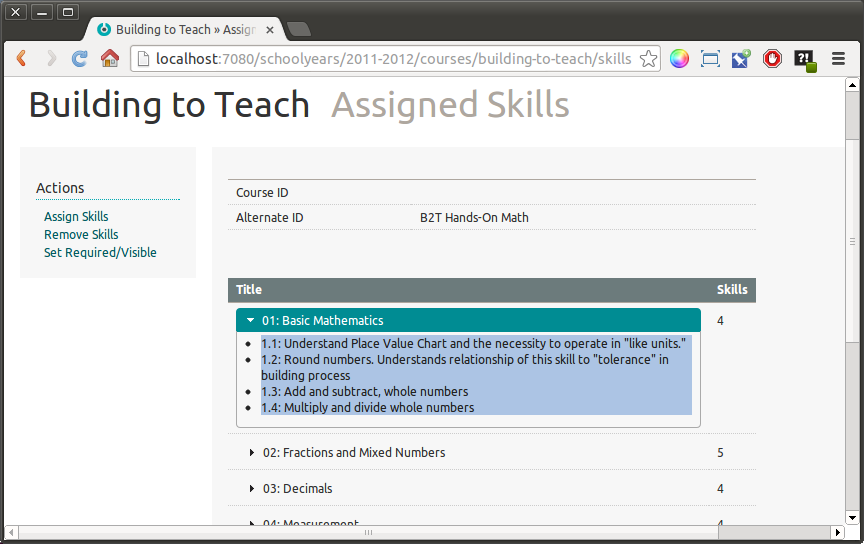 Building to Teach » Assign
localhost:7080/schoolyears/2011-2012/courses/building-to-teach/skills
?!
Building to Teach Assigned Skills
Actions
Assign Skills
Remove Skills
Set Required/Visible
Course ID
Alternate ID B2T Hands-On Math
Title Skills
01: Basic Mathematics 4
1.1: Understand Place Value Chart and the necessity to operate in "like units."
1.2: Round numbers. Understands relationship of this skill to "tolerance" in
building process
1.3: Add and subtract, whole numbers
1.4: Multiply and divide whole numbers
02: Fractions and Mixed Numbers 5
03: Decimals 4
04: Measurement 4